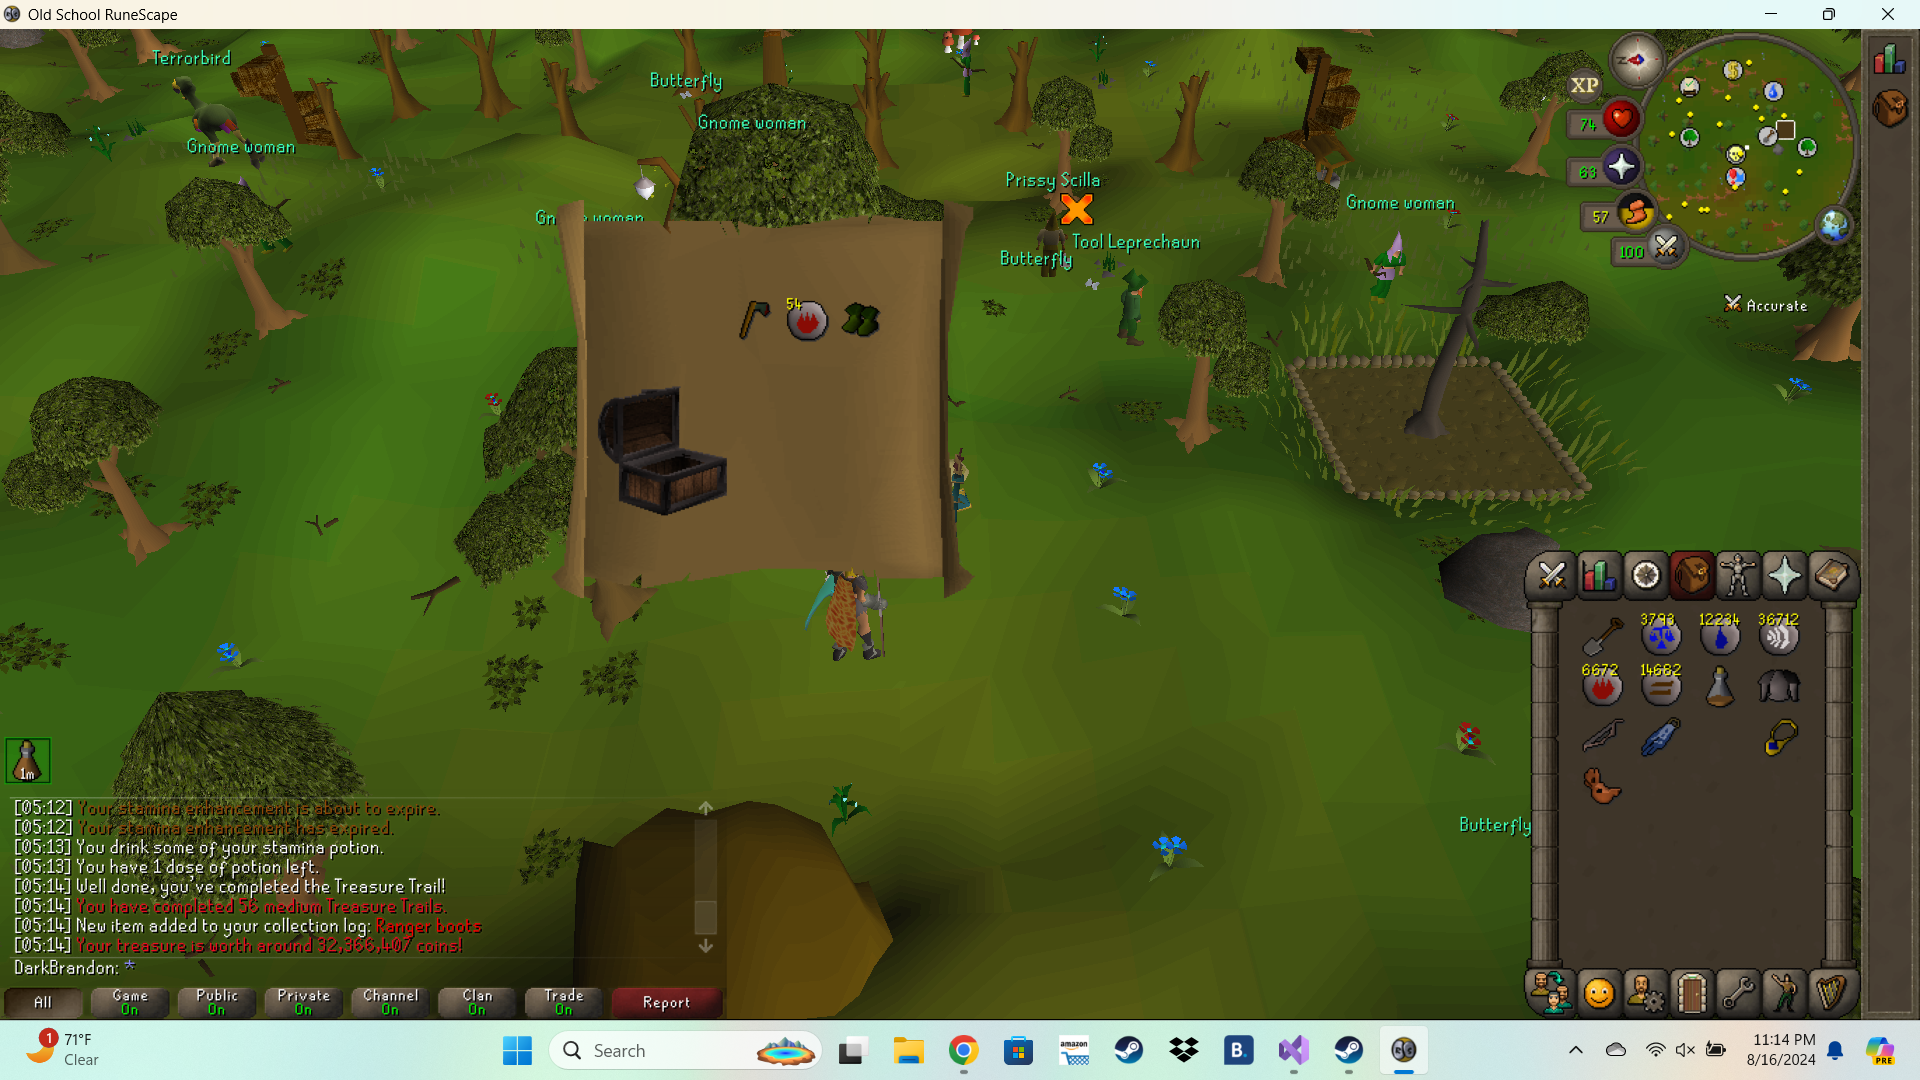 Old School RuneScape
Terrorbird
Butterfly
Gnome woman
Gnome woman
Prissy Scilla
Gnome woman
Tool Leprechaun
Butterfly
XP
74
63
57
100
Accurate
54
3793
12234
36712
6672
14682
1m
Butterfly
[05:12] Your stamina enhancement is about to expire.
[05:12] Your stamina enhancement has expired.
[05:13] You drink some of your stamina potion.
[05:13] You have 1 dose of potion left.
[05:14] Well done, you've completed the Treasure Trail!
[05:14] You have completed 56 medium Treasure Trails.
[05:14] New item added to your collection log: Ranger boots
[05:14] Your treasure is worth around 32,366,407 coins!
DarkBrandon: *
All
Game
On
Public
On
Private
On
Channel
On
Clan
On
Trade
On
Report
1
71°F
Clear
Search
amazon
B.
11:14 PM
8/16/2024
PRE